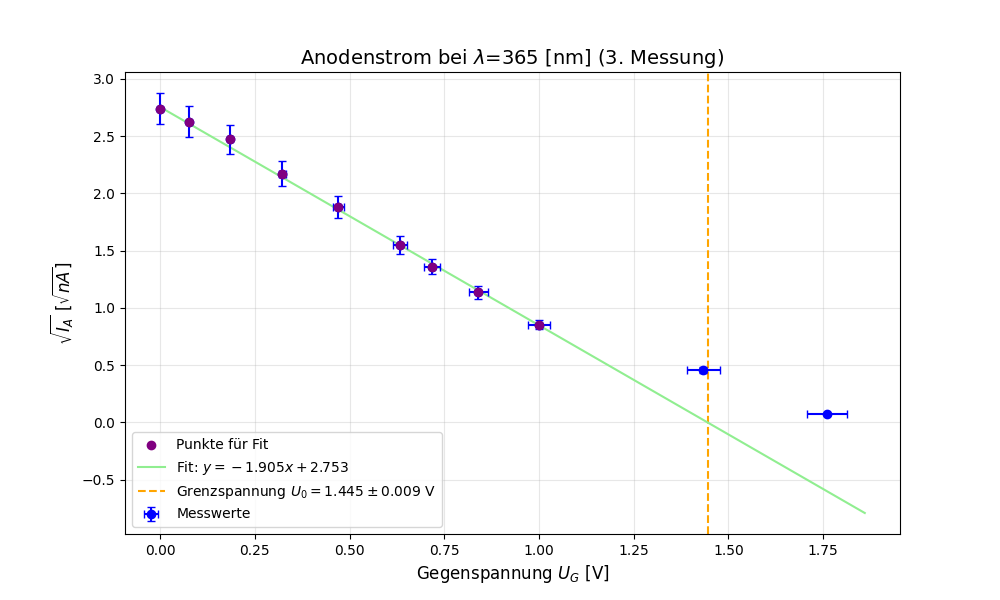 Anodenstrom bei λ=365 [nm] (3. Messung)
3.0
2.5
2.0
1.5
1.0
0.5
0.0
−0.5
√I_A [√nA]
Punkte für Fit
Fit: y = −1.905x + 2.753
Grenzspannung U_0 = 1.445 ± 0.009 V
Messwerte
0.00 0.25 0.50 0.75 1.00 1.25 1.50 1.75
Gegenspannung U_G [V]